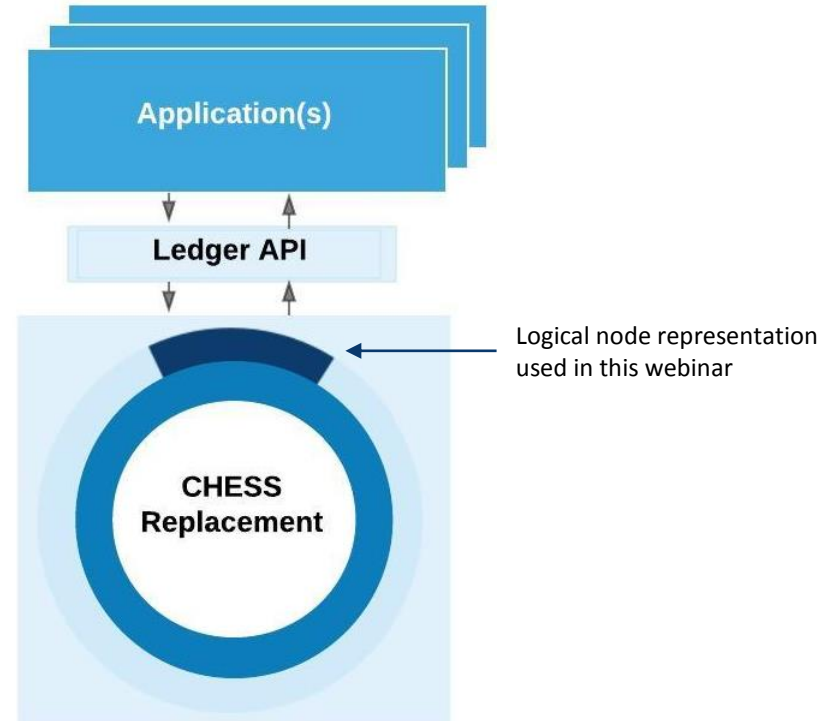 Application(s)
Ledger API
Logical node representation
used in this webinar
CHESS
Replacement